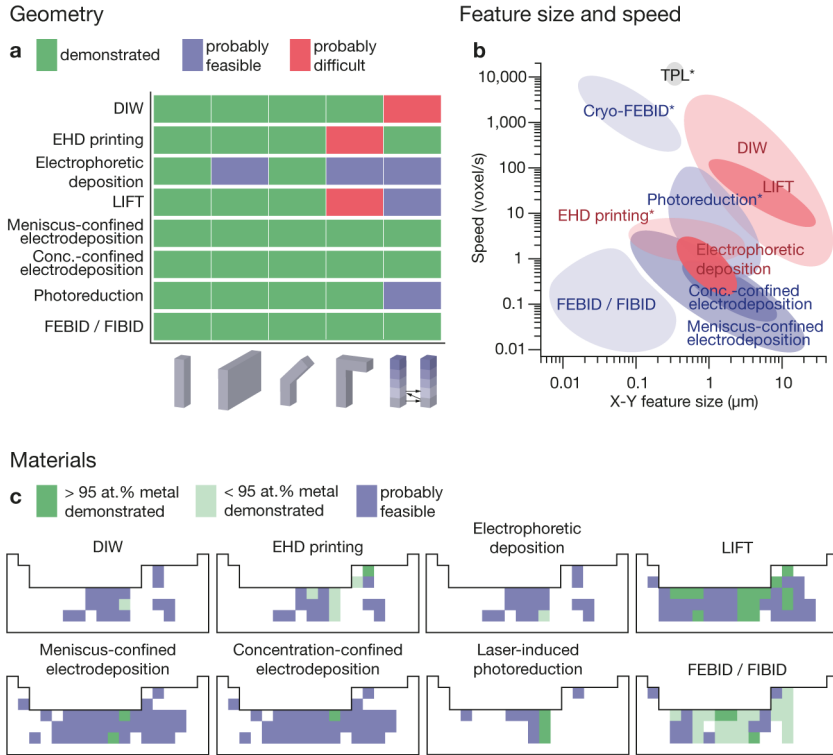 Geometry
a
demonstrated
probably
feasible
probably
difficult
DIW
EHD printing
Electrophoretic
deposition
LIFT
Meniscus-confined
electrodeposition
Conc.-confined
electrodeposition
Photoreduction
FEBID / FIBID
Feature size and speed
b
10,000
1,000
100
10
1
0.1
0.01
Speed (voxel/s)
TPL*
Cryo-FEBID*
DIW
LIFT
Photoreduction*
EHD printing*
Electrophoretic
deposition
FEBID / FIBID
Conc.-confined
electrodeposition
Meniscus-confined
electrodeposition
0.01
0.1
1
10
X-Y feature size (µm)
Materials
c
> 95 at.% metal
demonstrated
< 95 at.% metal
demonstrated
probably
feasible
DIW
EHD printing
Electrophoretic
deposition
LIFT
Meniscus-confined
electrodeposition
Concentration-confined
electrodeposition
Laser-induced
photoreduction
FEBID / FIBID